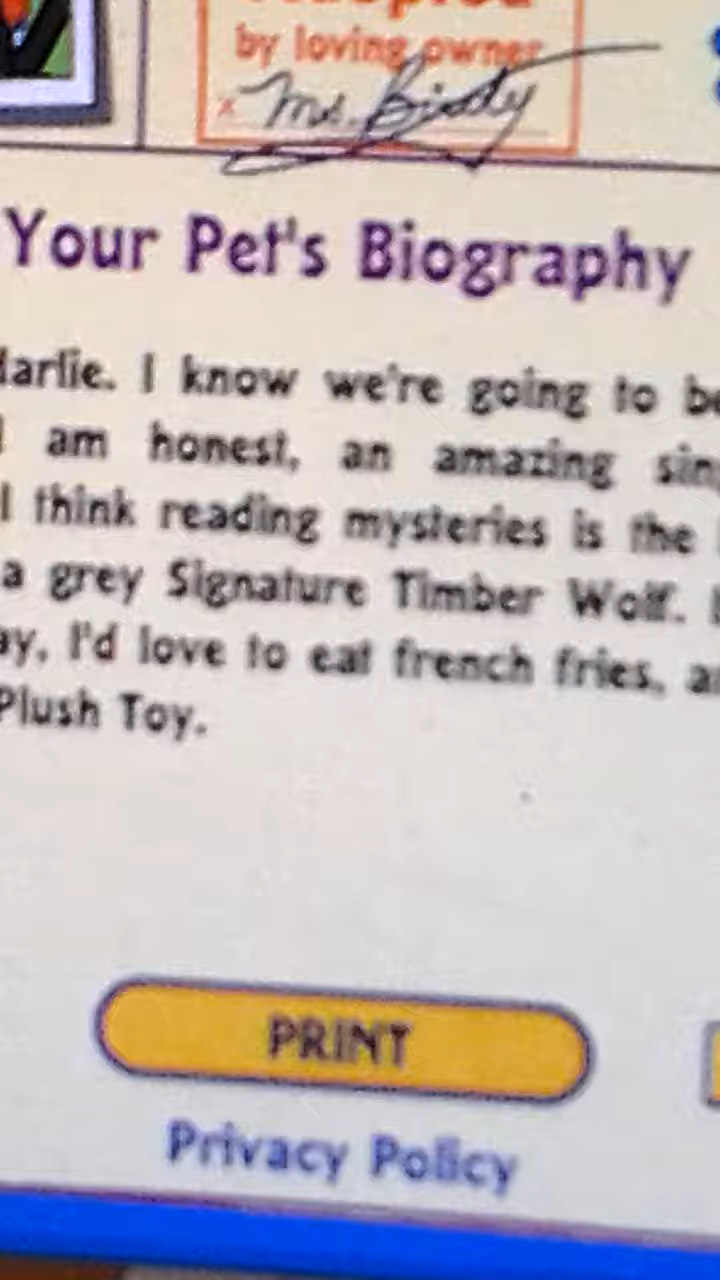 by loving owner
x Ms. Birdy
Your Pet's Biography
arlie. I know we're going to be
I am honest, an amazing sin
I think reading mysteries is the
a grey Signature Timber Wolf.
ay, I'd love to eat french fries, a
Plush Toy.
PRINT
Privacy Policy